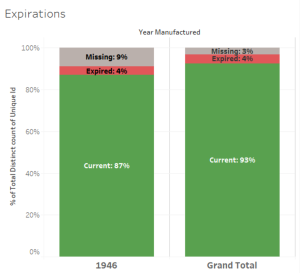 Expirations
Year Manufactured
% of Total Distinct count of Unique Id
100%
80%
60%
40%
20%
0%
Missing: 9%
Expired: 4%
Current: 87%
Missing: 3%
Expired: 4%
Current: 93%
1946
Grand Total